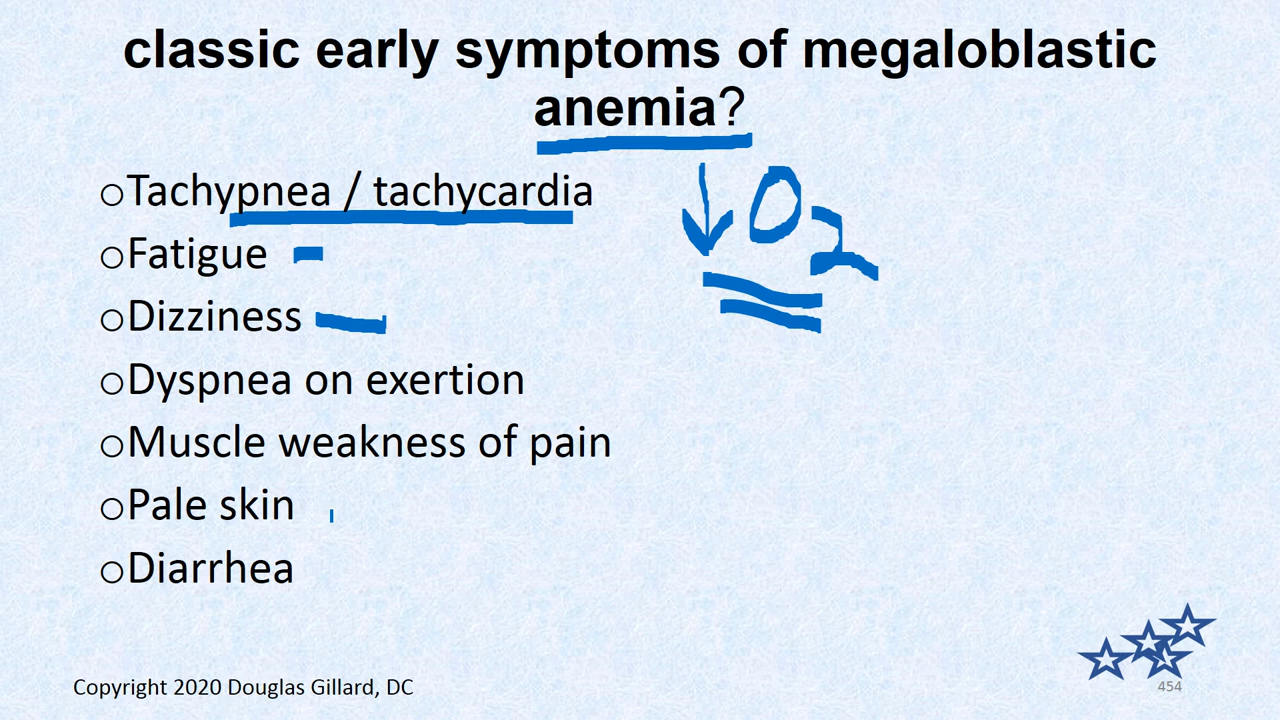 classic early symptoms of megaloblastic
anemia?
○Tachypnea / tachycardia
↓ O2
○Fatigue
○Dizziness
○Dyspnea on exertion
○Muscle weakness of pain
○Pale skin
○Diarrhea
Copyright 2020 Douglas Gillard, DC
454